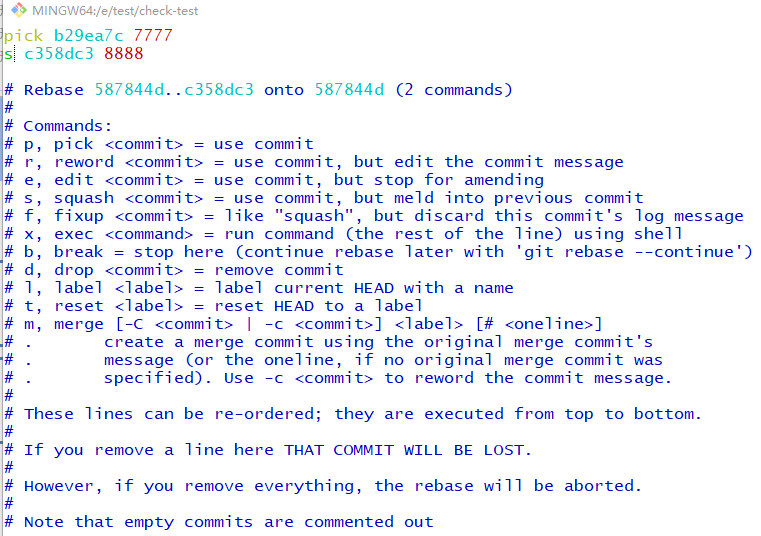 MINGW64:/e/test/check-test
pick b29ea7c 7777
s c358dc3 8888
# Rebase 587844d..c358dc3 onto 587844d (2 commands)
#
# Commands:
# p, pick <commit> = use commit
# r, reword <commit> = use commit, but edit the commit message
# e, edit <commit> = use commit, but stop for amending
# s, squash <commit> = use commit, but meld into previous commit
# f, fixup <commit> = like "squash", but discard this commit's log message
# x, exec <command> = run command (the rest of the line) using shell
# b, break = stop here (continue rebase later with 'git rebase --continue')
# d, drop <commit> = remove commit
# l, label <label> = label current HEAD with a name
# t, reset <label> = reset HEAD to a label
# m, merge [-C <commit> | -c <commit>] <label> [# <oneline>]
# .       create a merge commit using the original merge commit's
# .       message (or the oneline, if no original merge commit was
# .       specified). Use -c <commit> to reword the commit message.
#
# These lines can be re-ordered; they are executed from top to bottom.
#
# If you remove a line here THAT COMMIT WILL BE LOST.
#
# However, if you remove everything, the rebase will be aborted.
#
# Note that empty commits are commented out